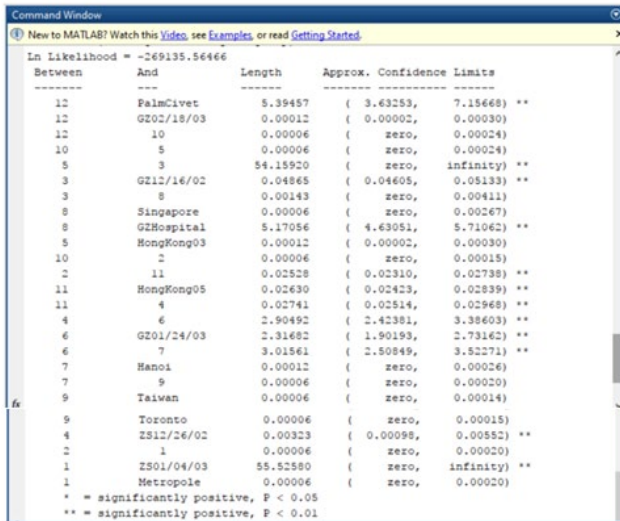 Command Window
New to MATLAB? Watch this Video, see Examples, or read Getting Started.
Ln Likelihood = -269135.56466
Between And Length Approx. Confidence Limits
------- --- ------ ------- ---------- ------
12 PalmCivet 5.39457 ( 3.63253, 7.15668) **
12 GZ02/18/03 0.00012 ( 0.00002, 0.00030)
12 10 0.00006 ( zero, 0.00024)
10 5 0.00006 ( zero, 0.00024)
5 3 54.15920 ( zero, infinity) **
3 GZ12/16/02 0.04865 ( 0.04605, 0.05133) **
3 8 0.00143 ( zero, 0.00411)
8 Singapore 0.00006 ( zero, 0.00267)
8 GZHospital 5.17056 ( 4.63051, 5.71062) **
5 HongKong03 0.00012 ( 0.00002, 0.00030)
10 2 0.00006 ( zero, 0.00015)
2 11 0.02528 ( 0.02310, 0.02738) **
11 HongKong05 0.02630 ( 0.02423, 0.02839) **
11 4 0.02741 ( 0.02514, 0.02968) **
4 6 2.90492 ( 2.42381, 3.38603) **
6 GZ01/24/03 2.31682 ( 1.90193, 2.73162) **
6 7 3.01561 ( 2.50849, 3.52271) **
7 Hanoi 0.00012 ( zero, 0.00026)
7 9 0.00006 ( zero, 0.00020)
9 Taiwan 0.00006 ( zero, 0.00014)
fx
9 Toronto 0.00006 ( zero, 0.00015)
4 ZS12/26/02 0.00323 ( 0.00098, 0.00552) **
2 1 0.00006 ( zero, 0.00020)
1 ZS01/04/03 55.52580 ( zero, infinity) **
1 Metropole 0.00006 ( zero, 0.00020)
* = significantly positive, P < 0.05
** = significantly positive, P < 0.01